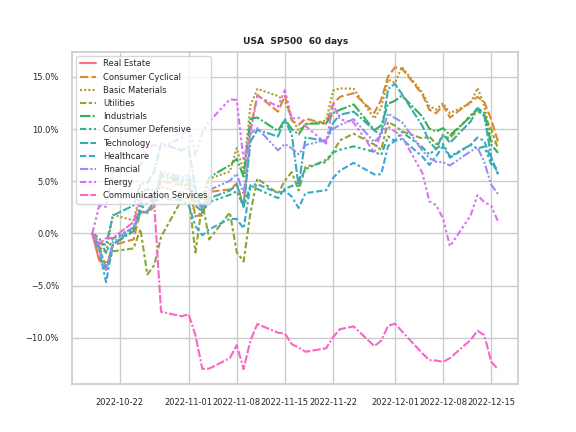 USA  SP500  60 days
15.0%
10.0%
5.0%
0.0%
−5.0%
−10.0%
Real Estate
Consumer Cyclical
Basic Materials
Utilities
Industrials
Consumer Defensive
Technology
Healthcare
Financial
Energy
Communication Services
2022-10-22
2022-11-01
2022-11-08
2022-11-15
2022-11-22
2022-12-01
2022-12-08
2022-12-15